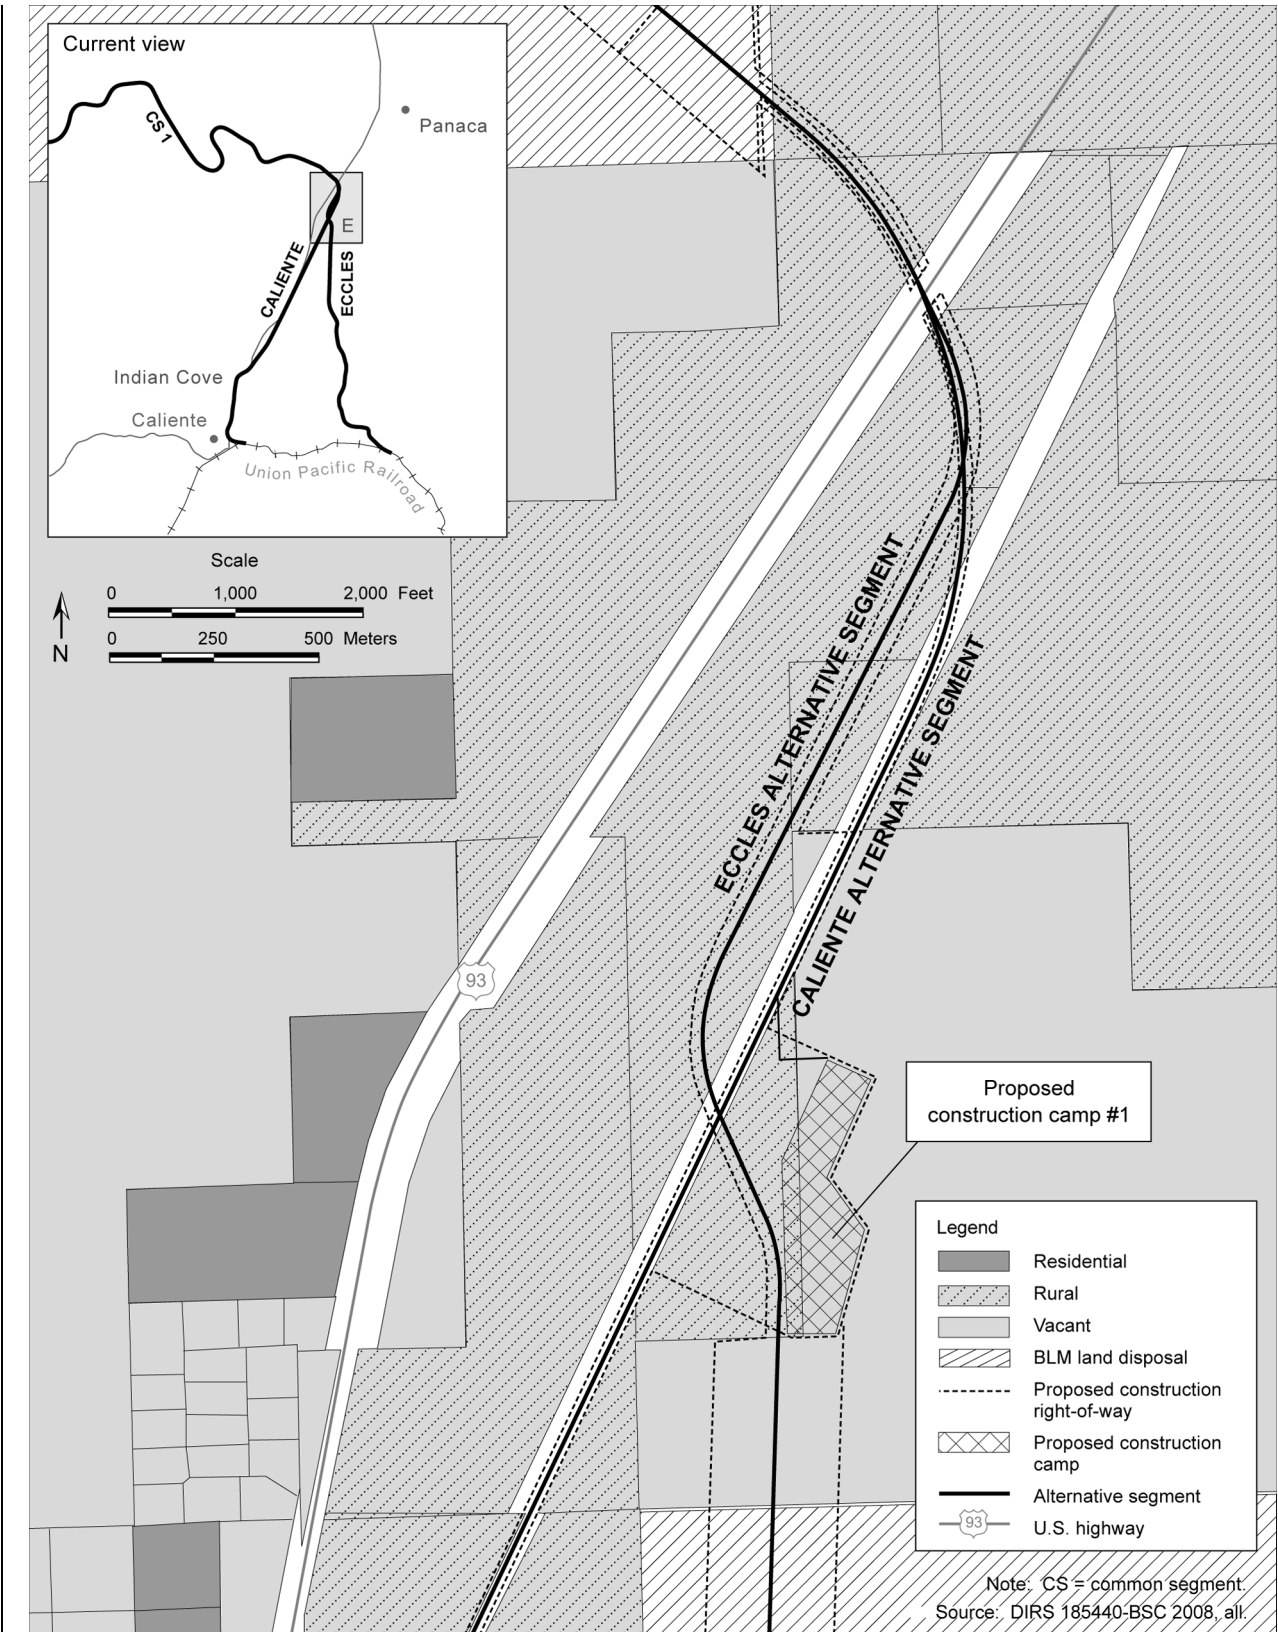 Current view
CS 1
Panaca
E
CALIENTE
ECCLES
Indian Cove
Caliente
Union Pacific Railroad
Scale
0 1,000 2,000 Feet
0 250 500 Meters
N
ECCLES ALTERNATIVE SEGMENT
CALIENTE ALTERNATIVE SEGMENT
93
Proposed
construction camp #1
Legend
Residential
Rural
Vacant
BLM land disposal
Proposed construction
right-of-way
Proposed construction
camp
Alternative segment
93
U.S. highway
Note: CS = common segment.
Source: DIRS 185440-BSC 2008, all.